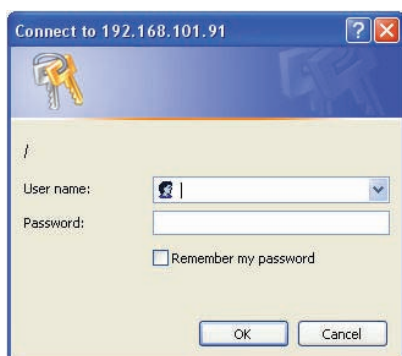 Connect to 192.168.101.91
/
User name:
Password:
Remember my password
OK Cancel